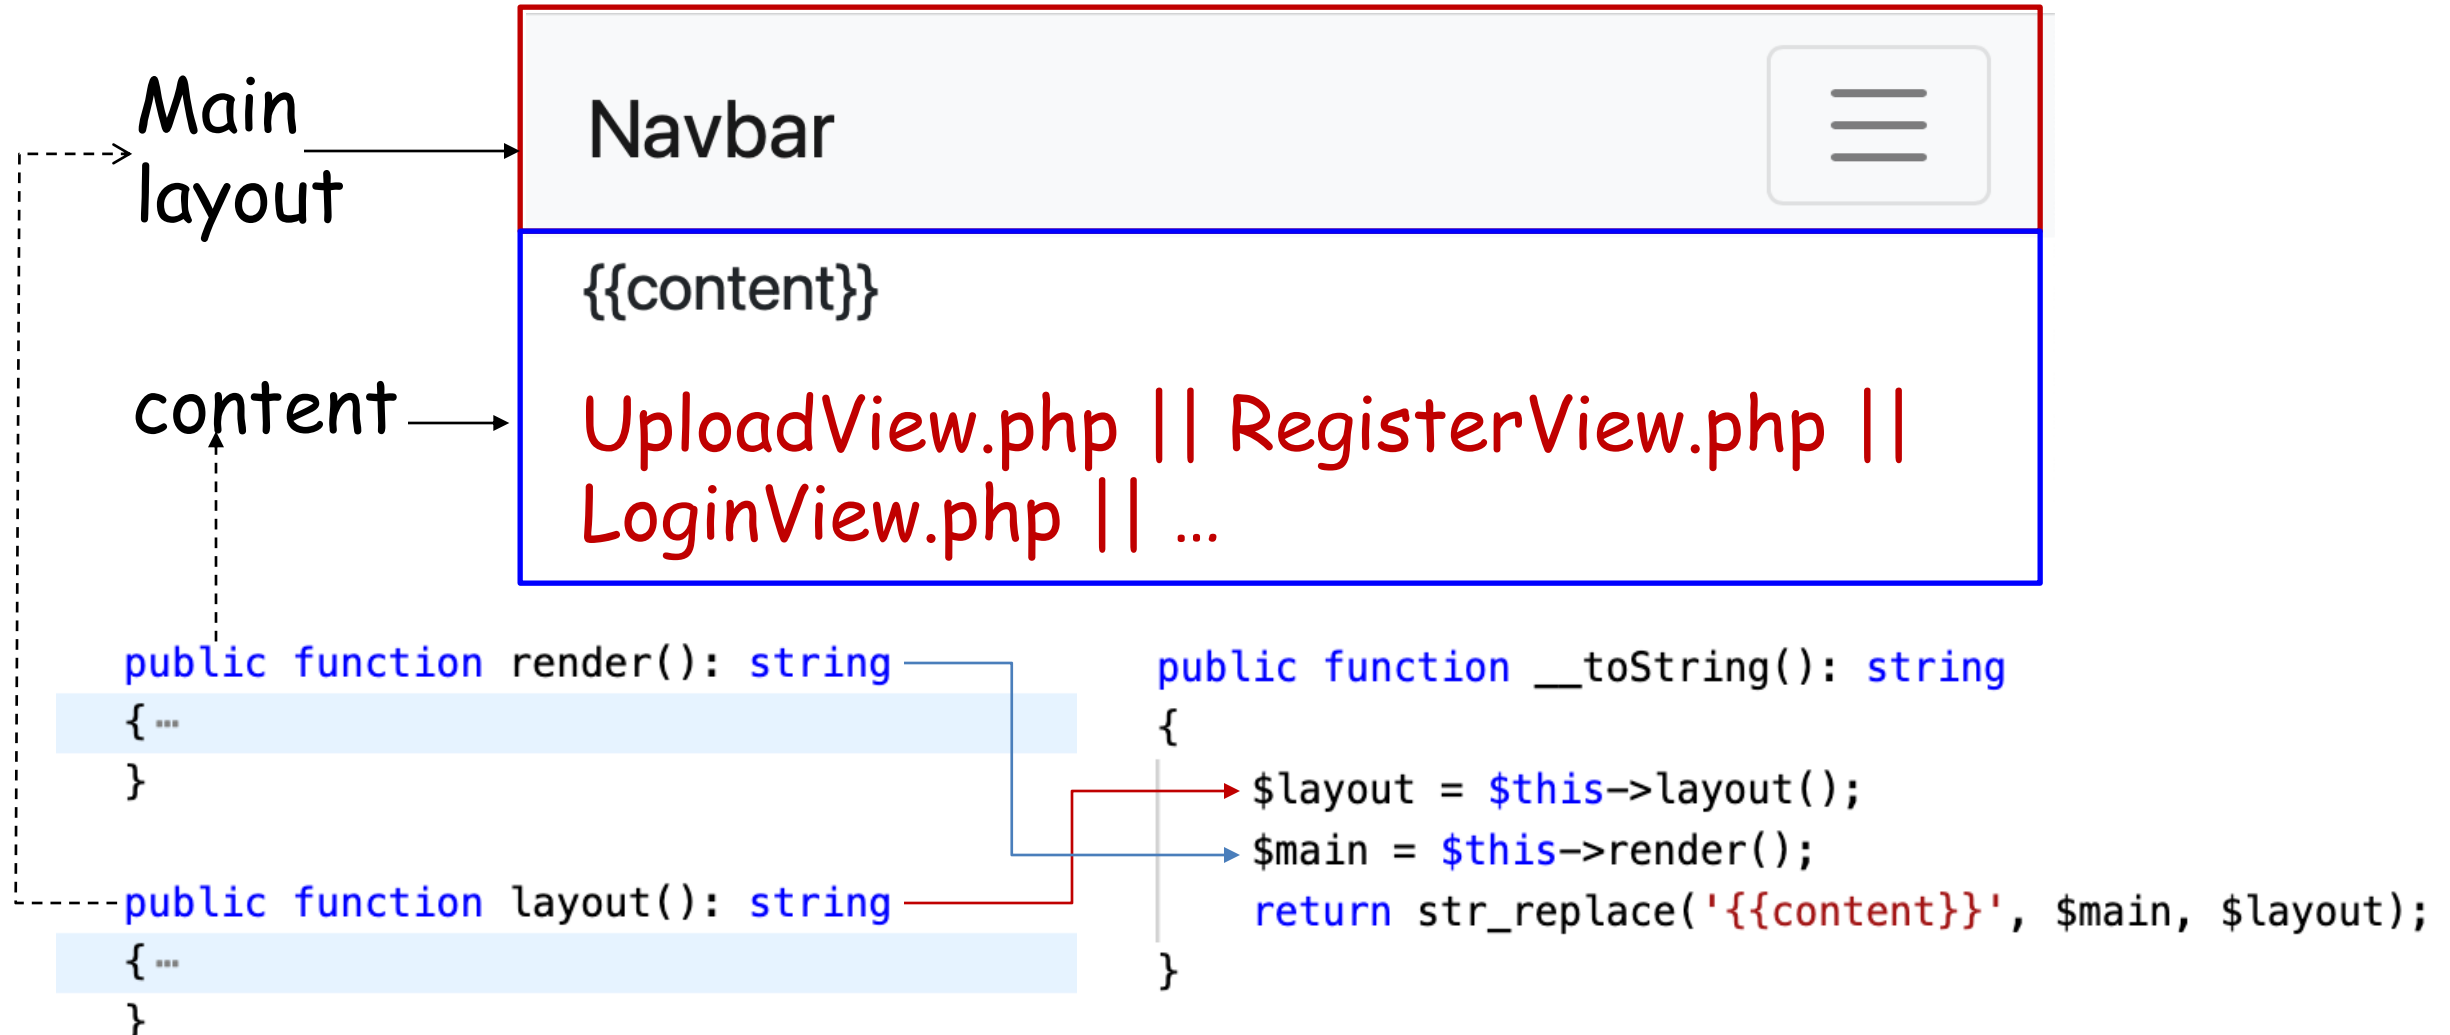 Main
layout
Navbar
{{content}}
content
UploadView.php || RegisterView.php ||
LoginView.php || ...
public function render(): string
{ ...
}
public function layout(): string
{ ...
}
public function __toString(): string
{
$layout = $this->layout();
$main = $this->render();
return str_replace('{{content}}', $main, $layout);
}